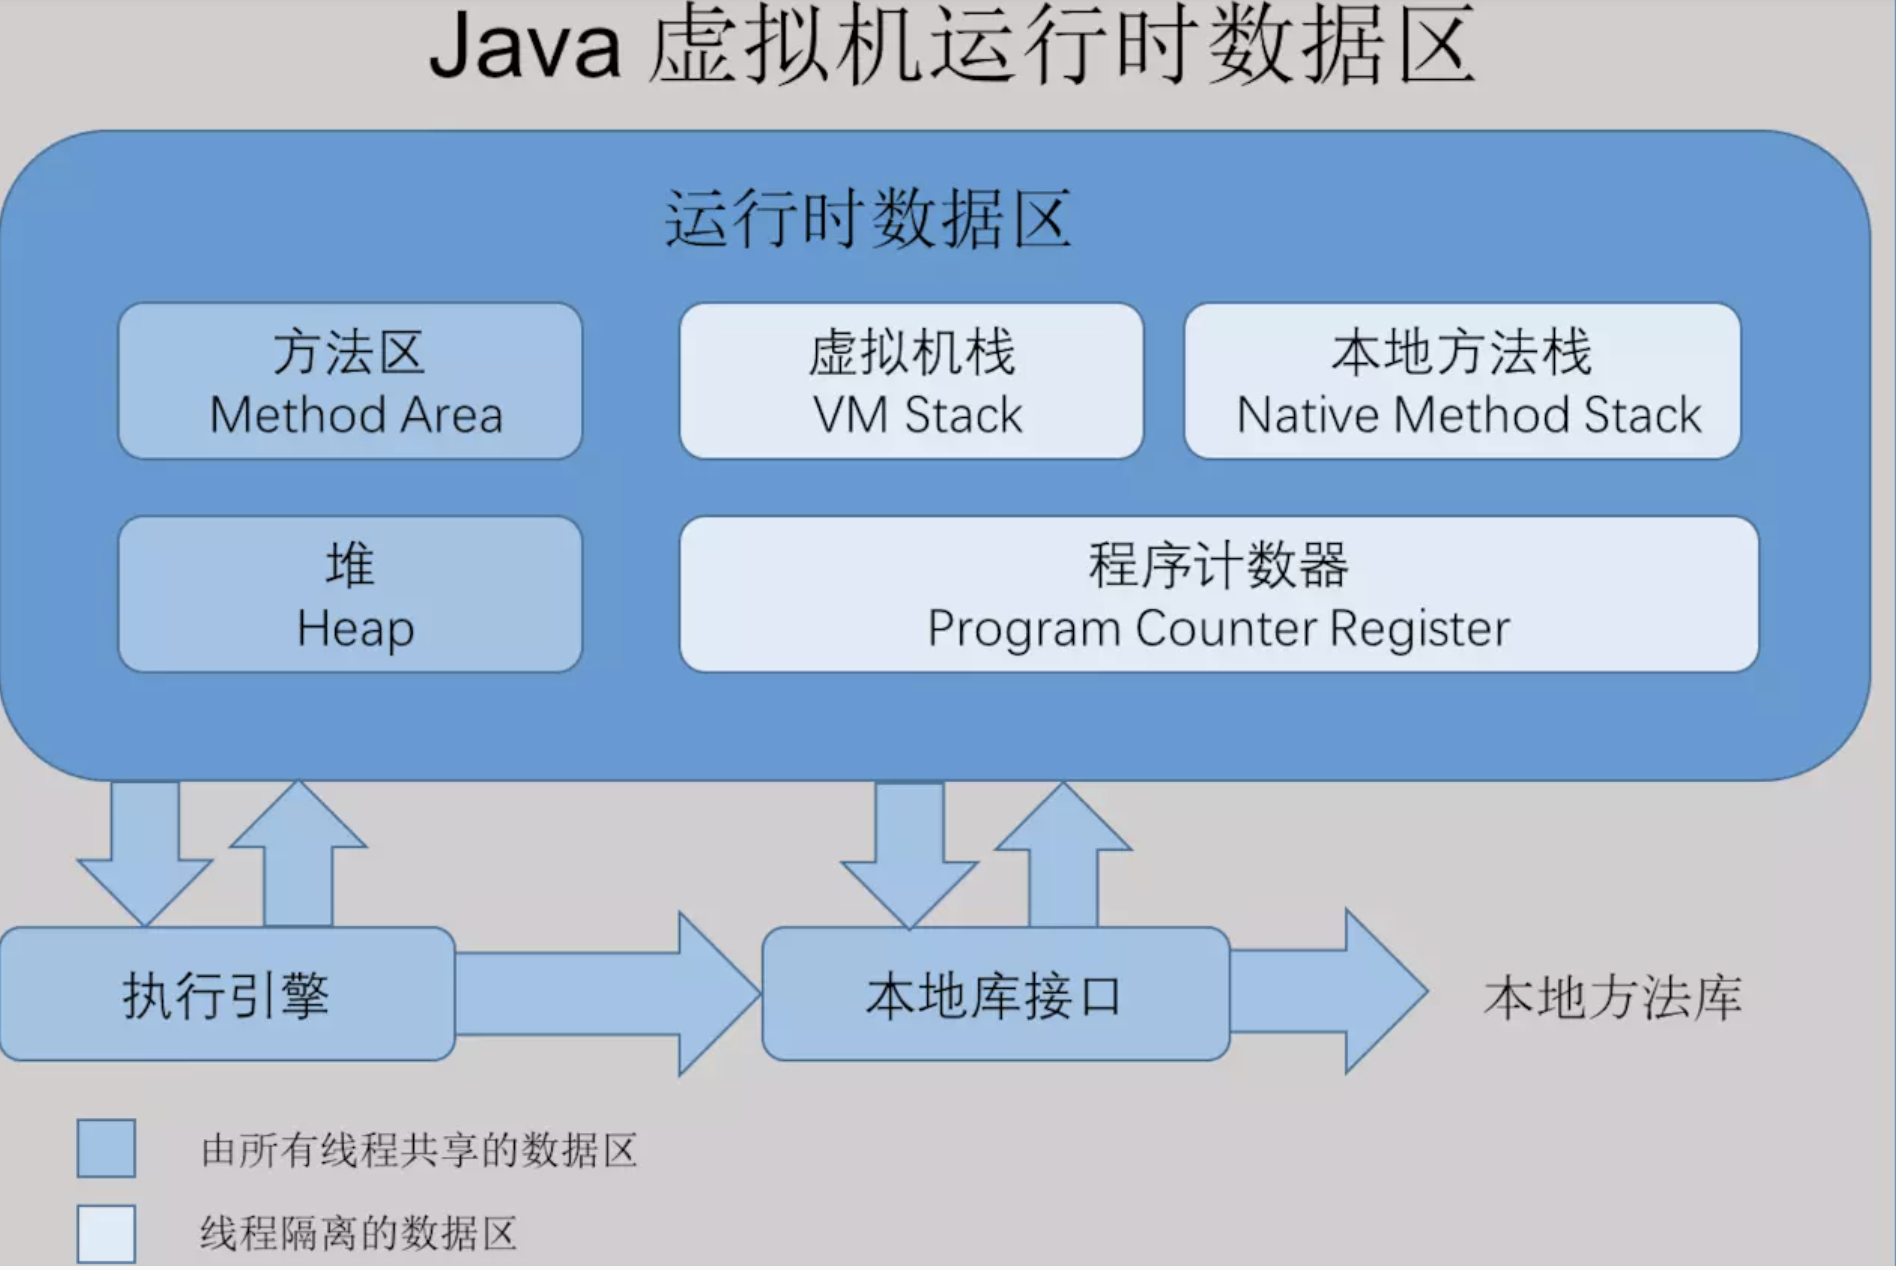 Java 虚拟机运行时数据区
运行时数据区
方法区
Method Area
虚拟机栈
VM Stack
本地方法栈
Native Method Stack
堆
Heap
程序计数器
Program Counter Register
执行引擎
本地库接口
本地方法库
由所有线程共享的数据区
线程隔离的数据区